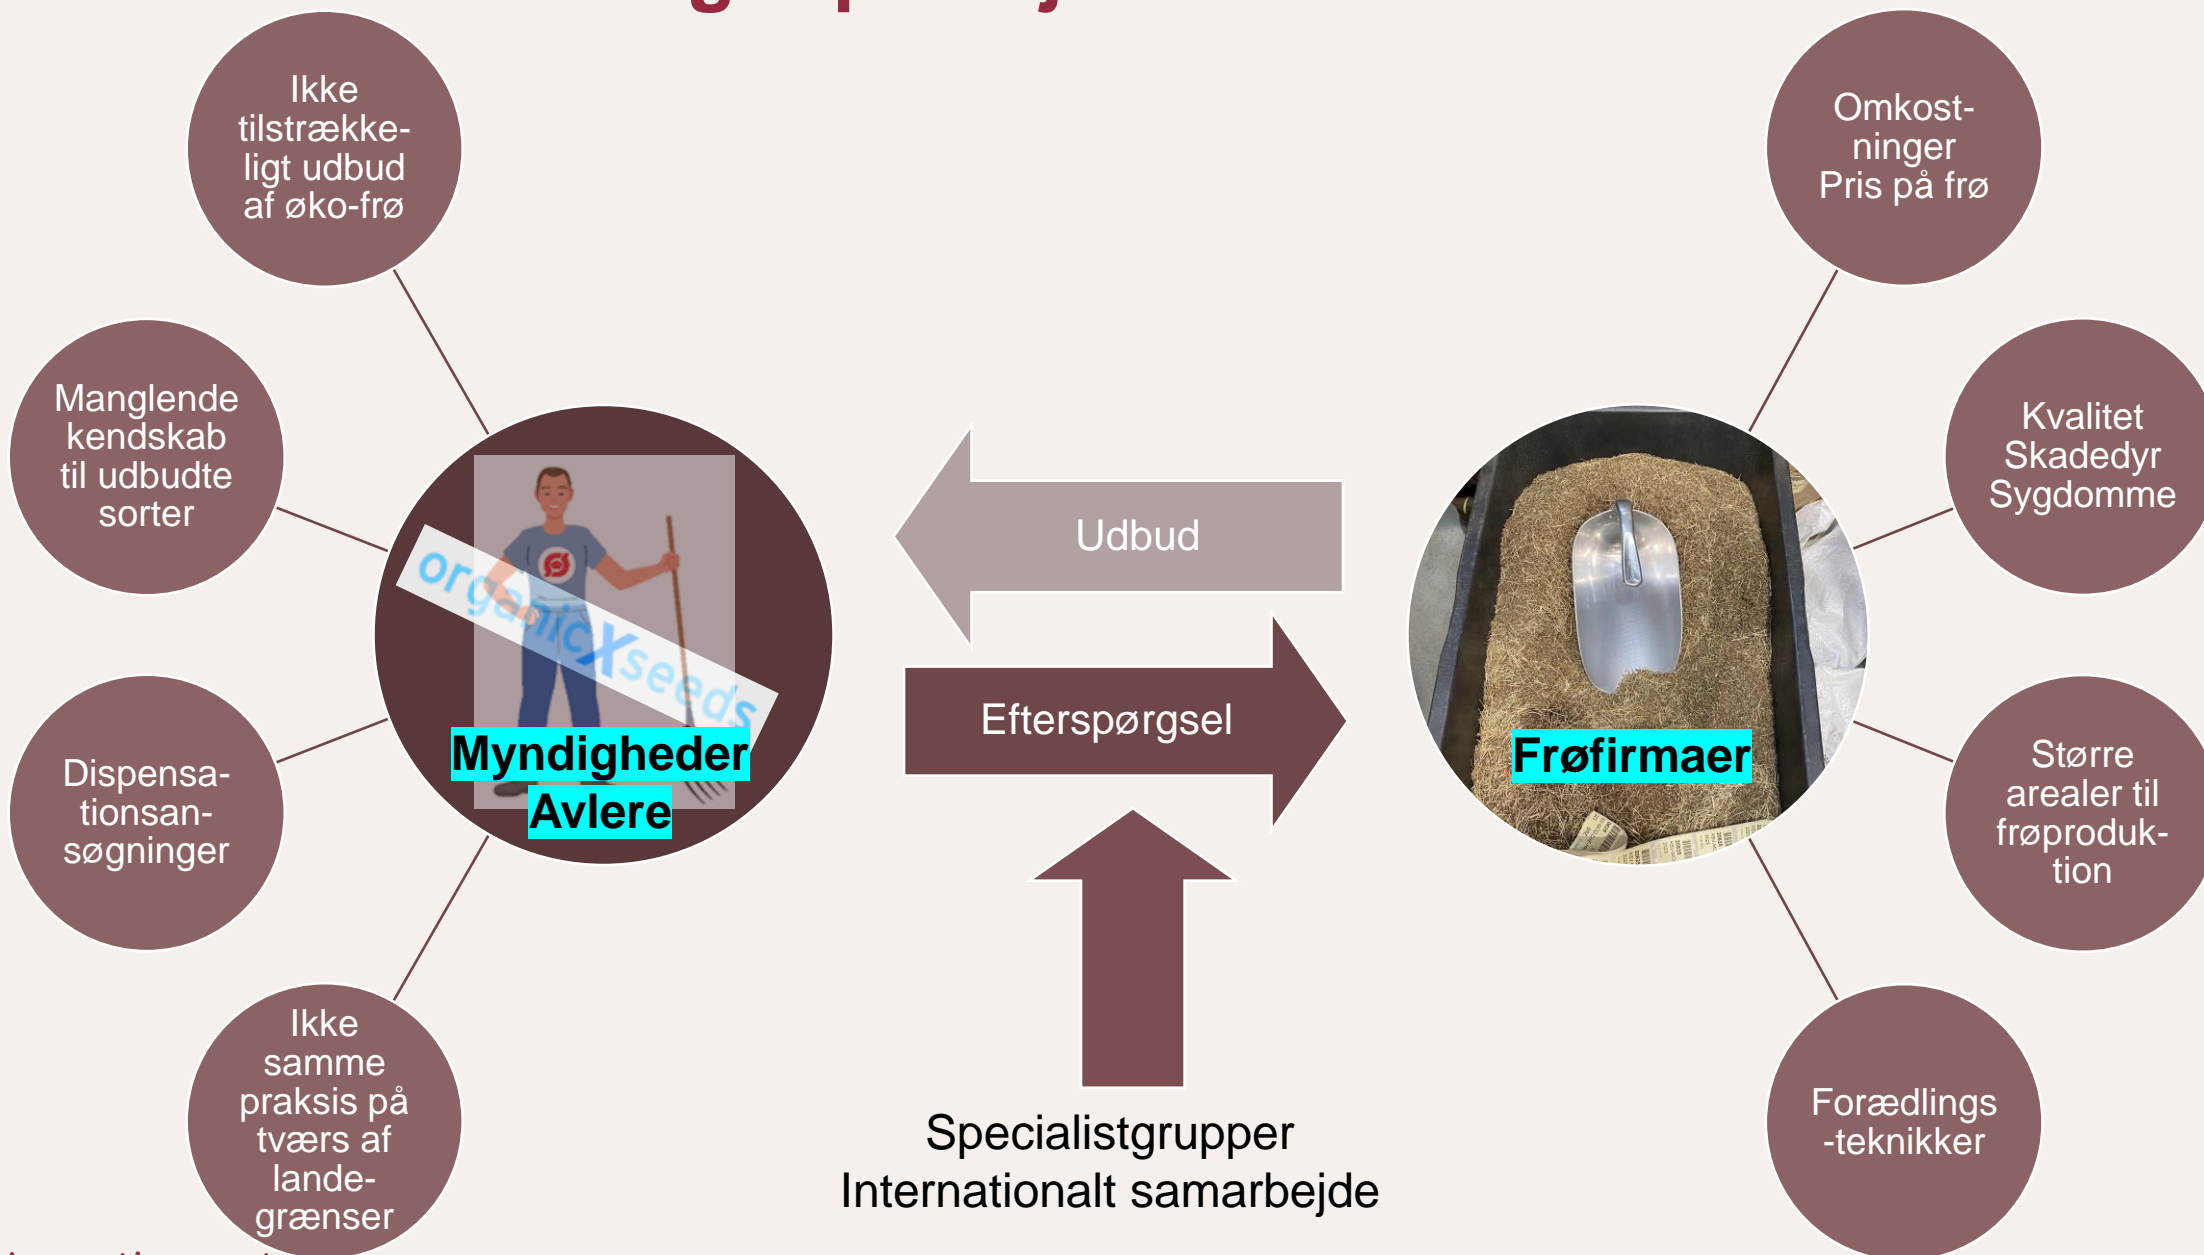 Ikke
tilstrække-
ligt udbud
af øko-frø
Manglende
kendskab
til udbudte
sorter
Dispensa-
tionsan-
søgninger
Ikke
samme
praksis på
tværs af
lande-
grænser
organicXseeds
Myndigheder
Avlere
Udbud
Efterspørgsel
Specialistgrupper
Internationalt samarbejde
Frøfirmaer
Omkost-
ninger
Pris på frø
Kvalitet
Skadedyr
Sygdomme
Større
arealer til
frøproduk-
tion
Forædlings
-teknikker